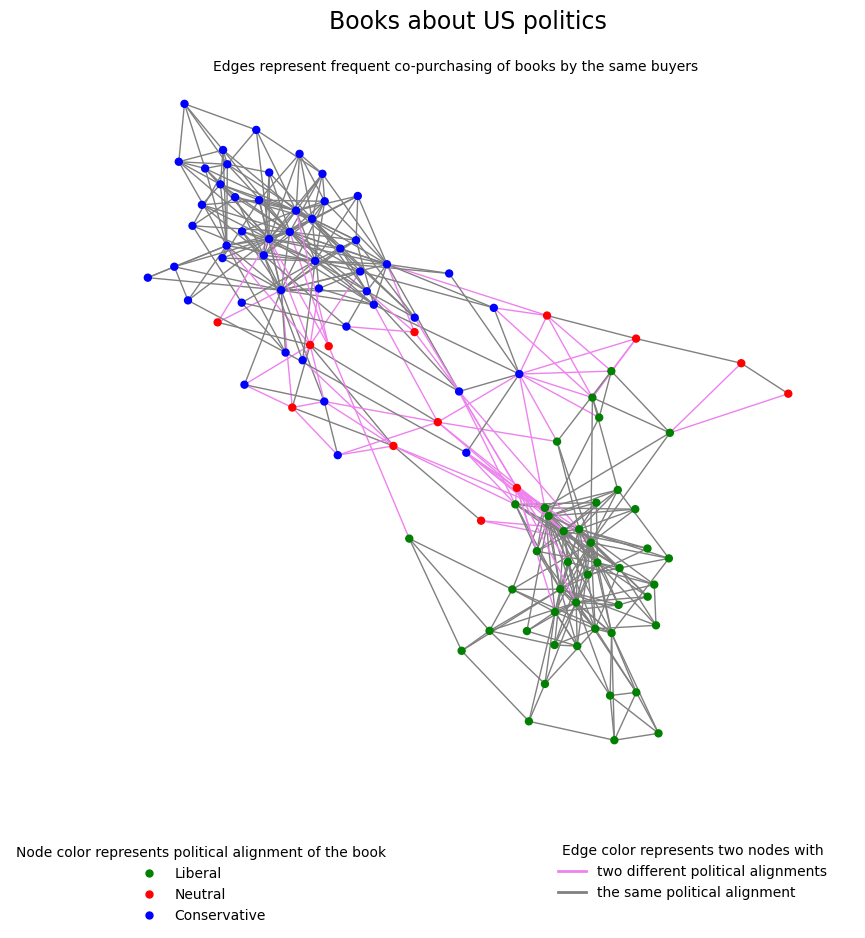 Books about US politics
Edges represent frequent co-purchasing of books by the same buyers
Node color represents political alignment of the book
Liberal
Neutral
Conservative
Edge color represents two nodes with
two different political alignments
the same political alignment